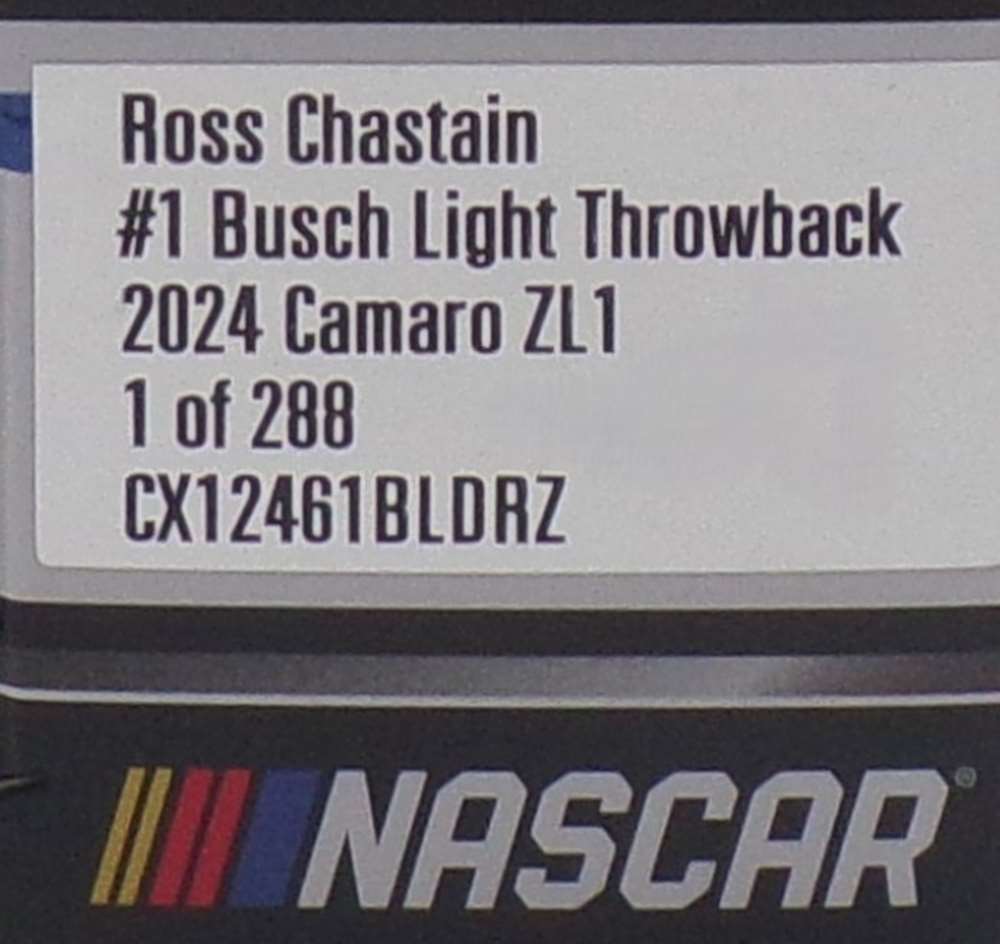 Ross Chastain
#1 Busch Light Throwback
2024 Camaro ZL1
1 of 288
CX12461BLDRZ
NASCAR®